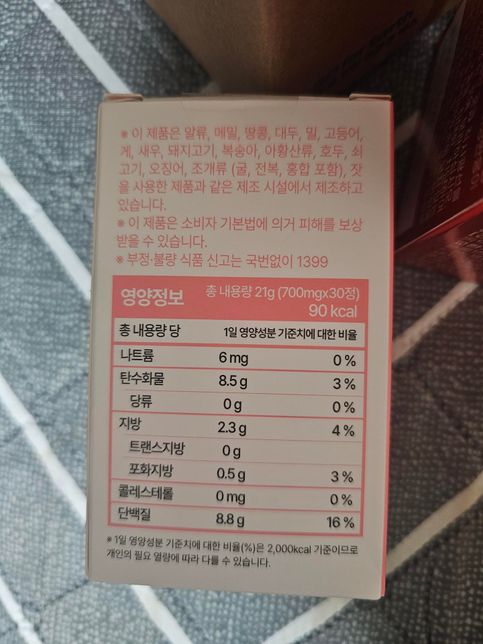 ※ 이 제품은 알류, 메밀, 땅콩, 대두, 밀, 고등어,
게, 새우, 돼지고기, 복숭아, 아황산류, 호두, 쇠
고기, 오징어, 조개류 (굴, 전복, 홍합 포함), 잣
을 사용한 제품과 같은 제조 시설에서 제조하고
있습니다.
※ 이 제품은 소비자 기본법에 의거 피해를 보상
받을 수 있습니다.
※ 부정·불량 식품 신고는 국번없이 1399
영양정보 총 내용량 21g (700mgx30정)
90 kcal
총 내용량 당 1일 영양성분 기준치에 대한 비율
나트륨 6 mg 0 %
탄수화물 8.5 g 3 %
당류 0 g 0 %
지방 2.3 g 4 %
트랜스지방 0 g
포화지방 0.5 g 3 %
콜레스테롤 0 mg 0 %
단백질 8.8 g 16 %
※ 1일 영양성분 기준치에 대한 비율(%)은 2,000kcal 기준이므로
개인의 필요 열량에 따라 다를 수 있습니다.